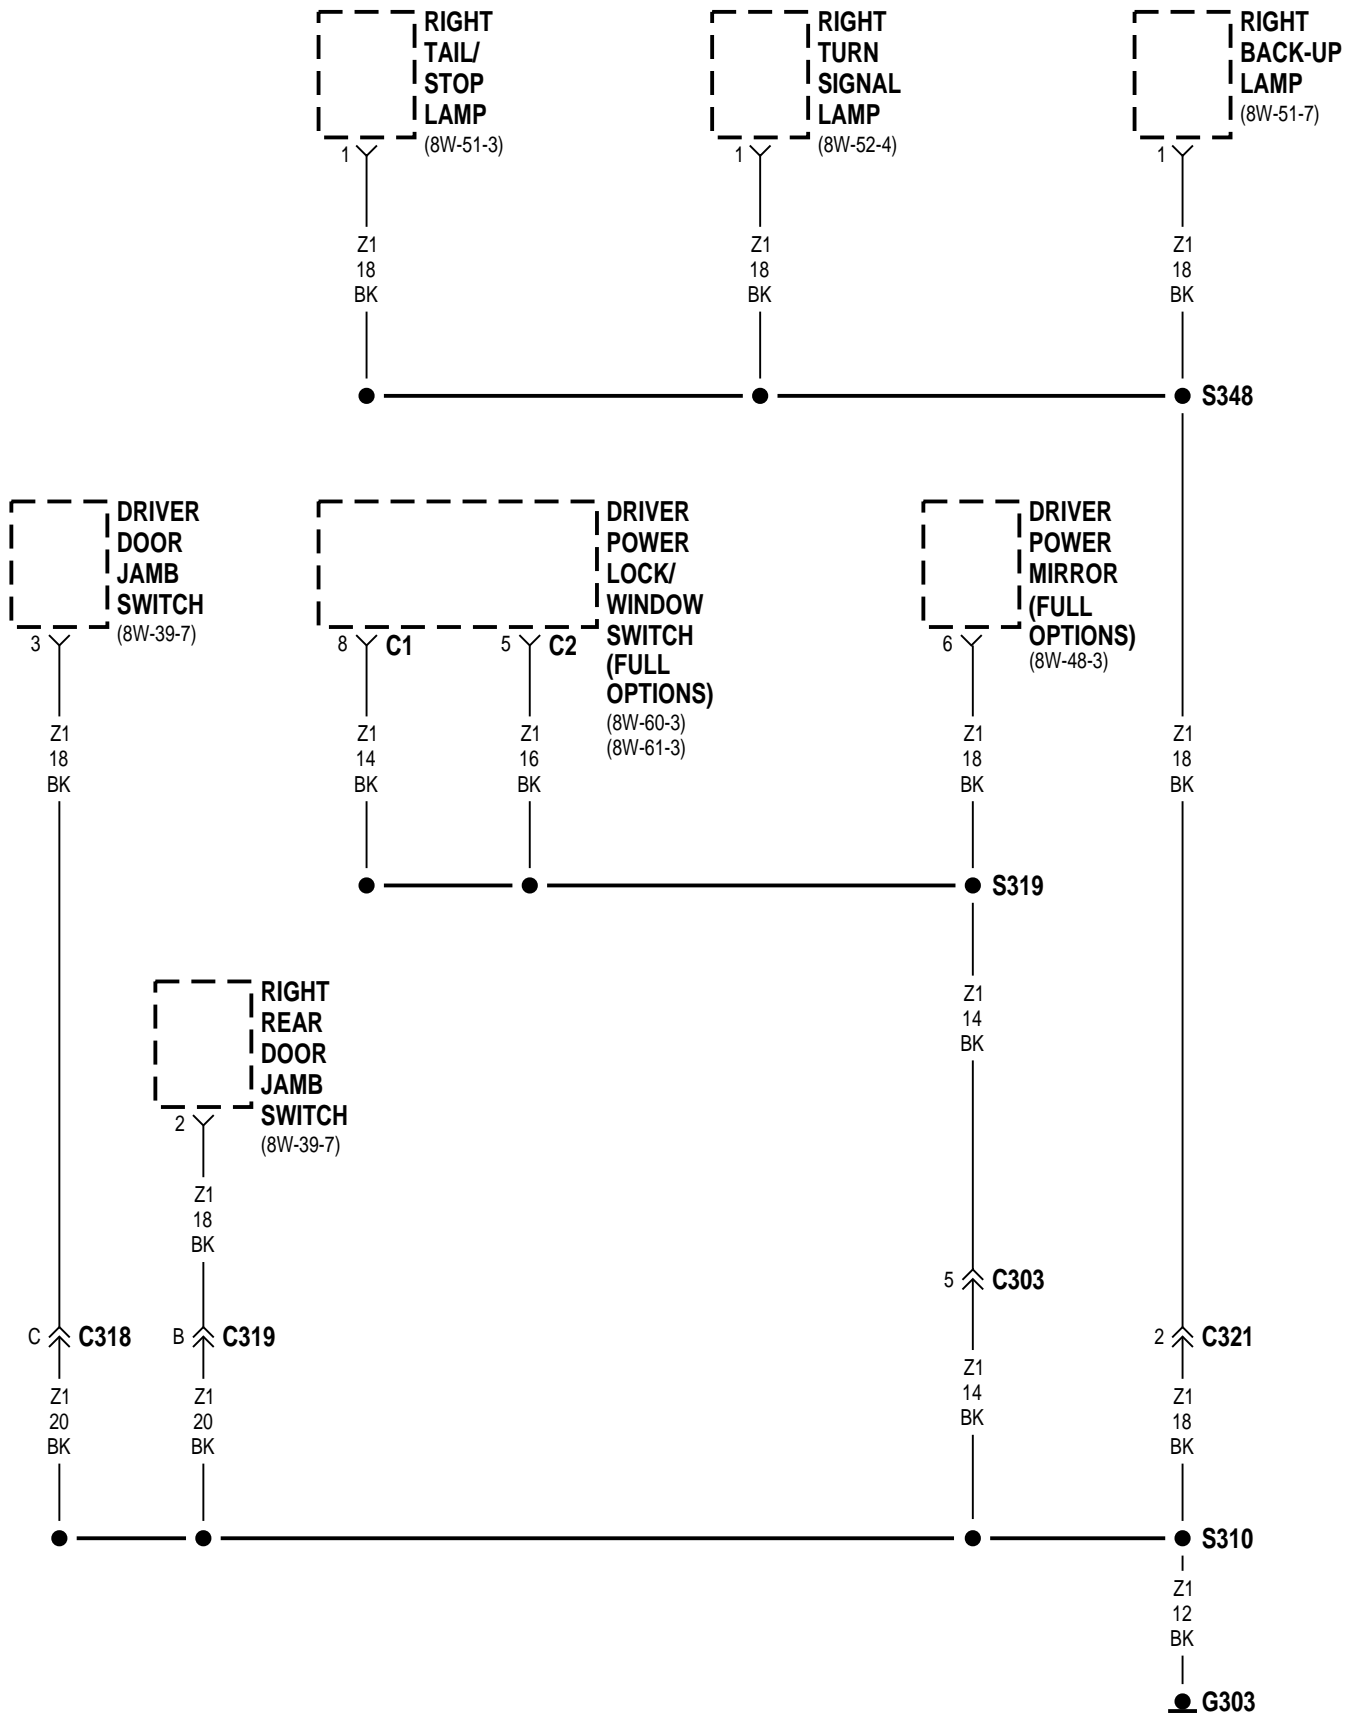 RIGHT
TAIL/
STOP
LAMP
(8W-51-3)
1
Z1
18
BK
RIGHT
TURN
SIGNAL
LAMP
(8W-52-4)
1
Z1
18
BK
RIGHT
BACK-UP
LAMP
(8W-51-7)
1
Z1
18
BK
S348
DRIVER
DOOR
JAMB
SWITCH
(8W-39-7)
3
Z1
18
BK
DRIVER
POWER
LOCK/
WINDOW
SWITCH
(FULL
OPTIONS)
(8W-60-3)
(8W-61-3)
8 C1
5 C2
Z1
14
BK
Z1
16
BK
DRIVER
POWER
MIRROR
(FULL
OPTIONS)
(8W-48-3)
6
Z1
18
BK
Z1
18
BK
S319
Z1
14
BK
RIGHT
REAR
DOOR
JAMB
SWITCH
(8W-39-7)
2
Z1
18
BK
5 C303
C C318
B C319
2 C321
Z1
20
BK
Z1
20
BK
Z1
14
BK
Z1
18
BK
S310
Z1
12
BK
G303